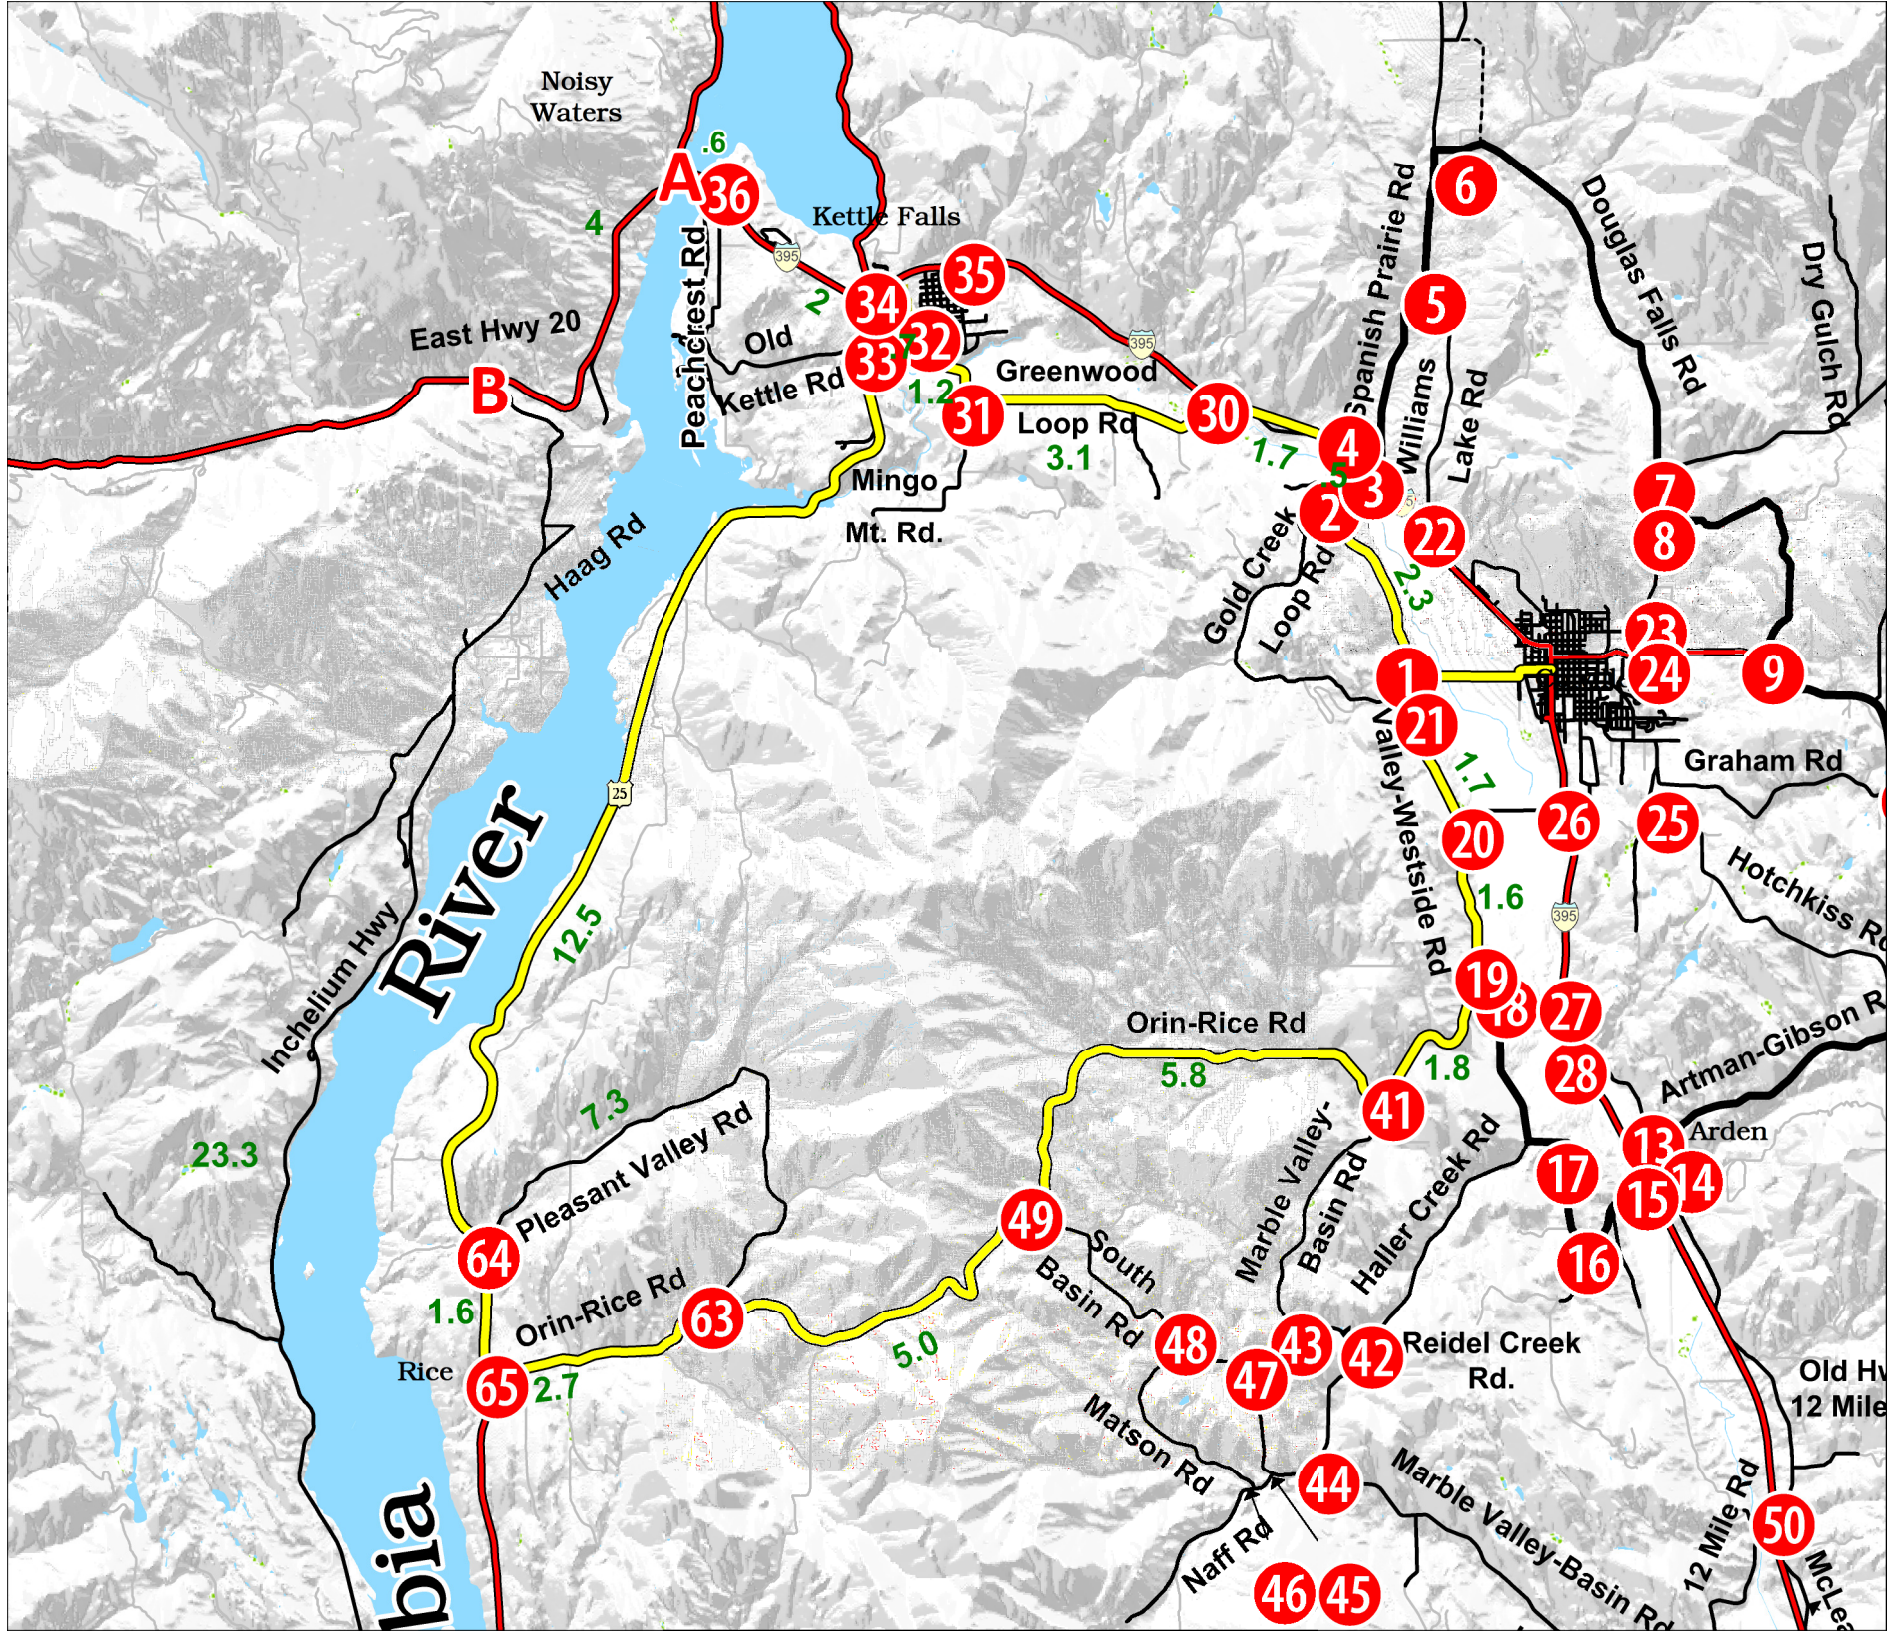 Noisy
Waters
.6
A
36
4
Kettle Falls
395
Peachcrest Rd
East Hwy 20
B
2
34
35
Old
Kettle Rd
33
.7
32
1.2
31
Greenwood
Loop Rd
3.1
395
30
1.7
Mingo
Mt. Rd.
Haag Rd
6
5
Spanish Prairie Rd
Douglas Falls Rd
Dry Gulch Rd
Williams
Lake Rd
4
.5
3
2
22
7
8
Gold Creek
Loop Rd
2.3
23
24
9
1
21
Valley-Westside Rd
1.7
Graham Rd
20
26
25
Hotchkiss Rd
1.6
395
25
River
12.5
Inchelium Hwy
19
18
27
28
Artman-Gibson R
Orin-Rice Rd
5.8
1.8
41
13
Arden
14
15
17
16
7.3
Pleasant Valley Rd
23.3
Marble Valley-
Basin Rd
Haller Creek Rd
49
South
Basin Rd
64
1.6
Orin-Rice Rd
63
5.0
Rice
65
2.7
48
43
47
42
Reidel Creek
Rd.
Old Hw
12 Mile
Matson Rd
44
Marble Valley-Basin Rd
12 Mile Rd
50
McLea
Naff Rd
46
45
bia